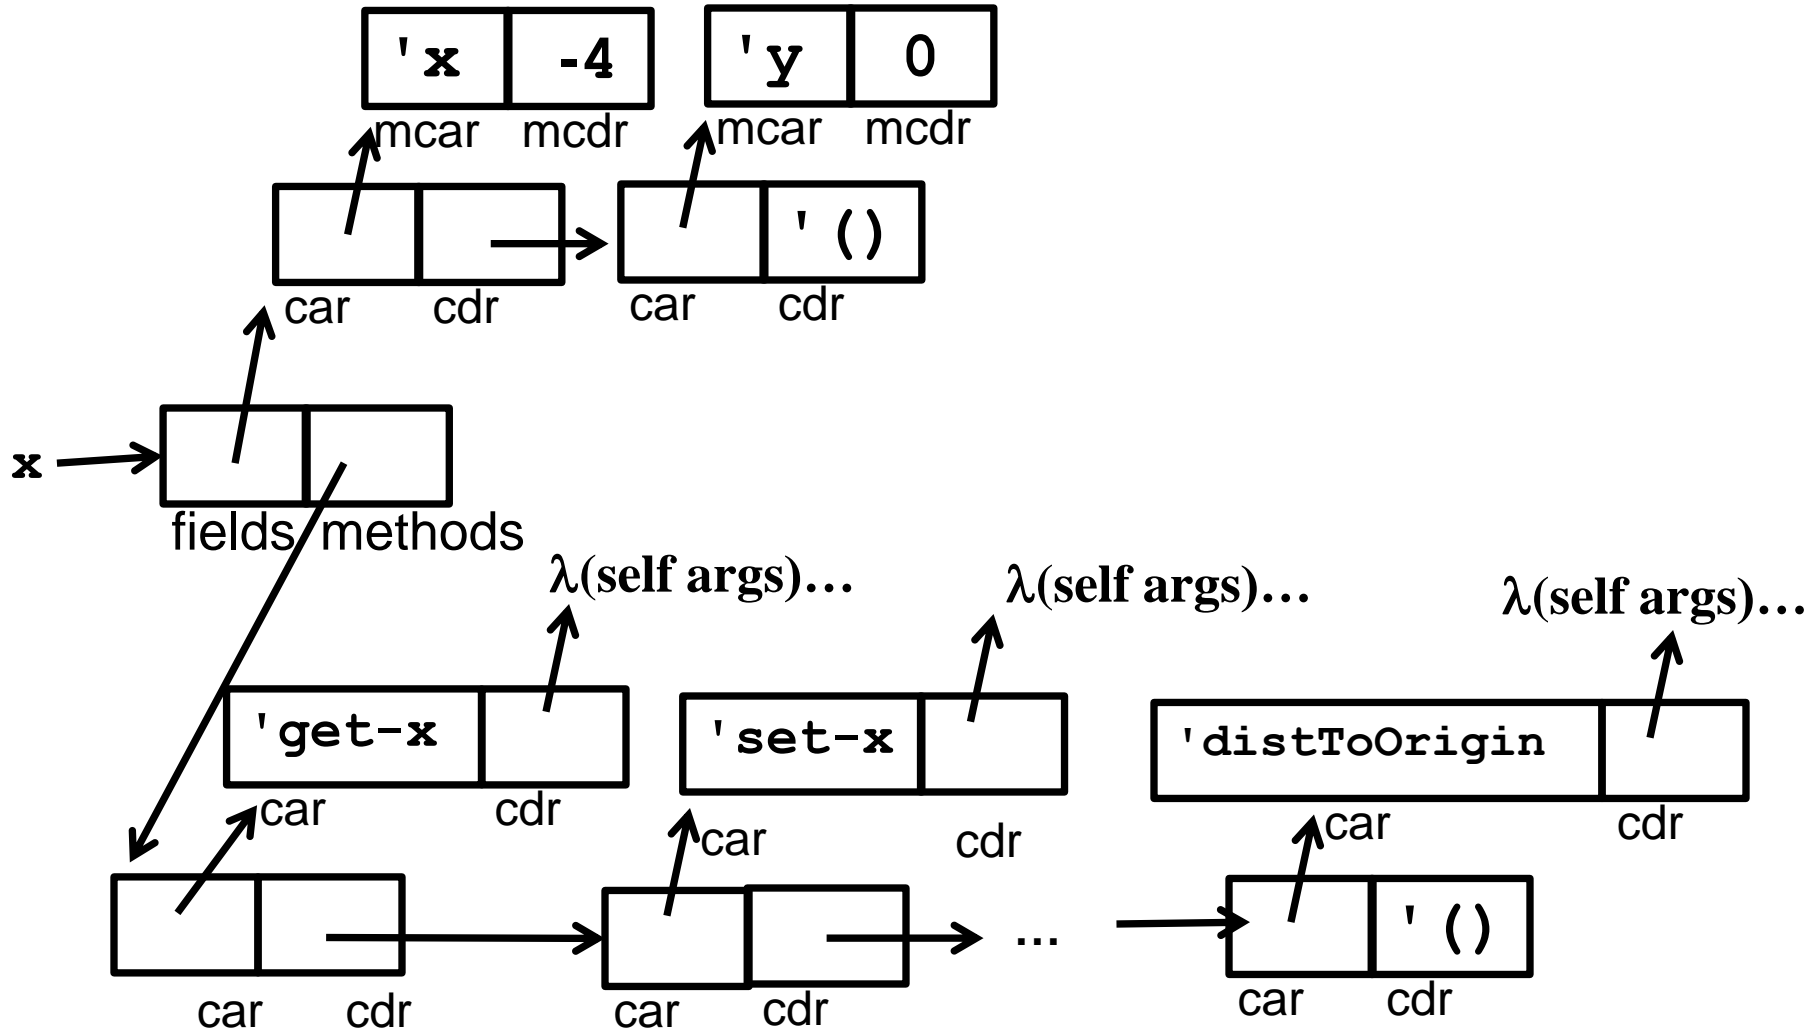 'x -4 'y 0
mcar mcdr mcar mcdr
'()
car cdr car cdr
x
fields methods
λ(self args)… λ(self args)… λ(self args)…
'get-x 'set-x 'distToOrigin
car cdr car cdr car cdr
… '()
car cdr car cdr car cdr